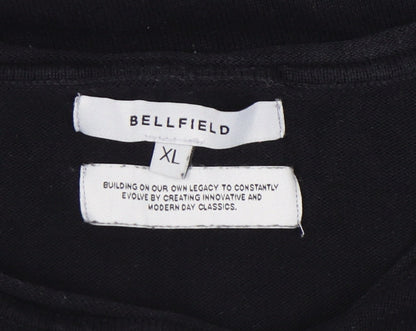 BELLFIELD
XL
BUILDING ON OUR OWN LEGACY TO CONSTANTLY
EVOLVE BY CREATING INNOVATIVE AND
MODERN DAY CLASSICS.